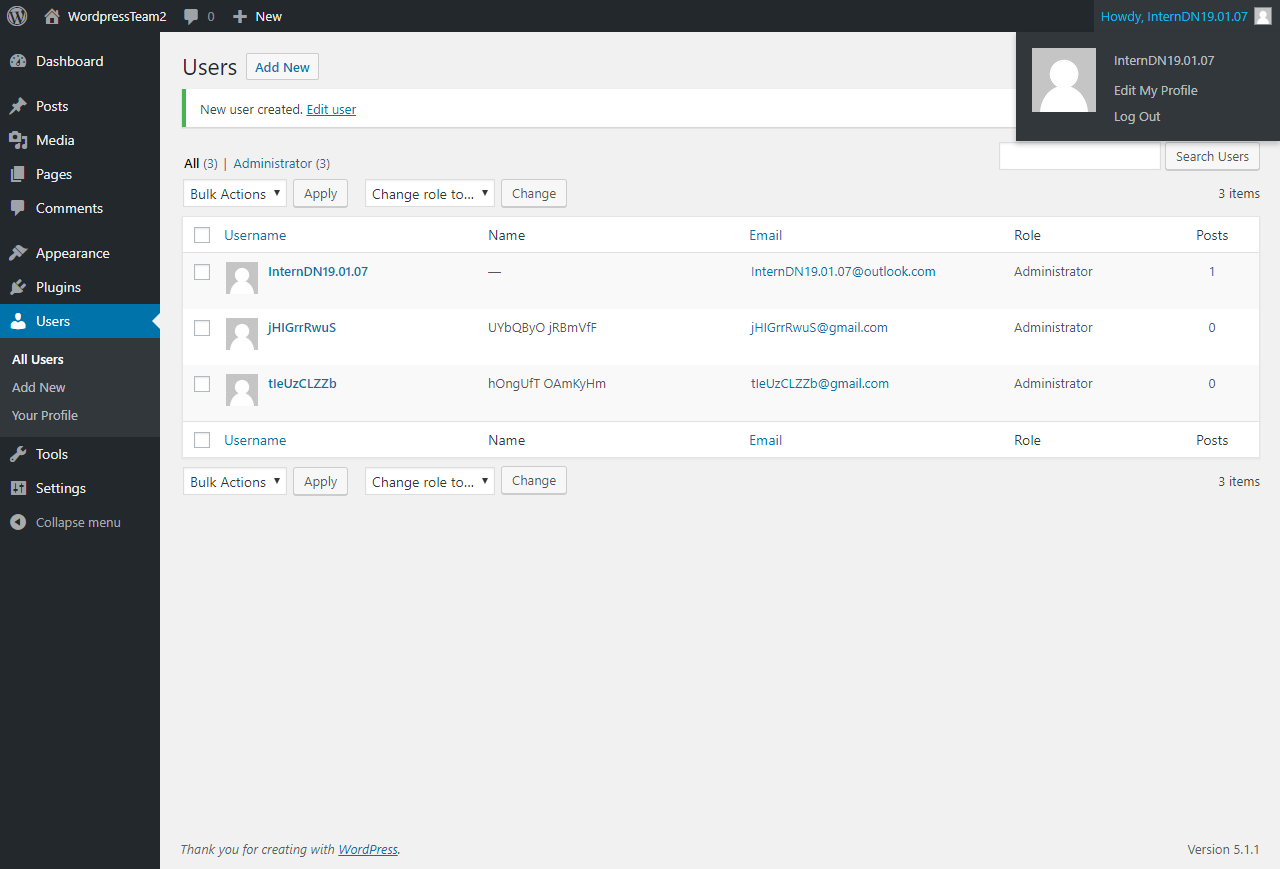 WordpressTeam2 0 New Howdy, InternDN19.01.07
InternDN19.01.07
Edit My Profile
Log Out
Dashboard
Posts
Media
Pages
Comments
Appearance
Plugins
Users
All Users
Add New
Your Profile
Tools
Settings
Collapse menu
Users Add New
New user created. Edit user
All (3) | Administrator (3)
Search Users
Bulk Actions Apply Change role to... Change 3 items
Username Name Email Role Posts
InternDN19.01.07 — InternDN19.01.07@outlook.com Administrator 1
jHIGrrRwuS UYbQByO jRBmVfF jHIGrrRwuS@gmail.com Administrator 0
tIeUzCLZZb hOngUfT OAmKyHm tIeUzCLZZb@gmail.com Administrator 0
Username Name Email Role Posts
Bulk Actions Apply Change role to... Change 3 items
Thank you for creating with WordPress. Version 5.1.1